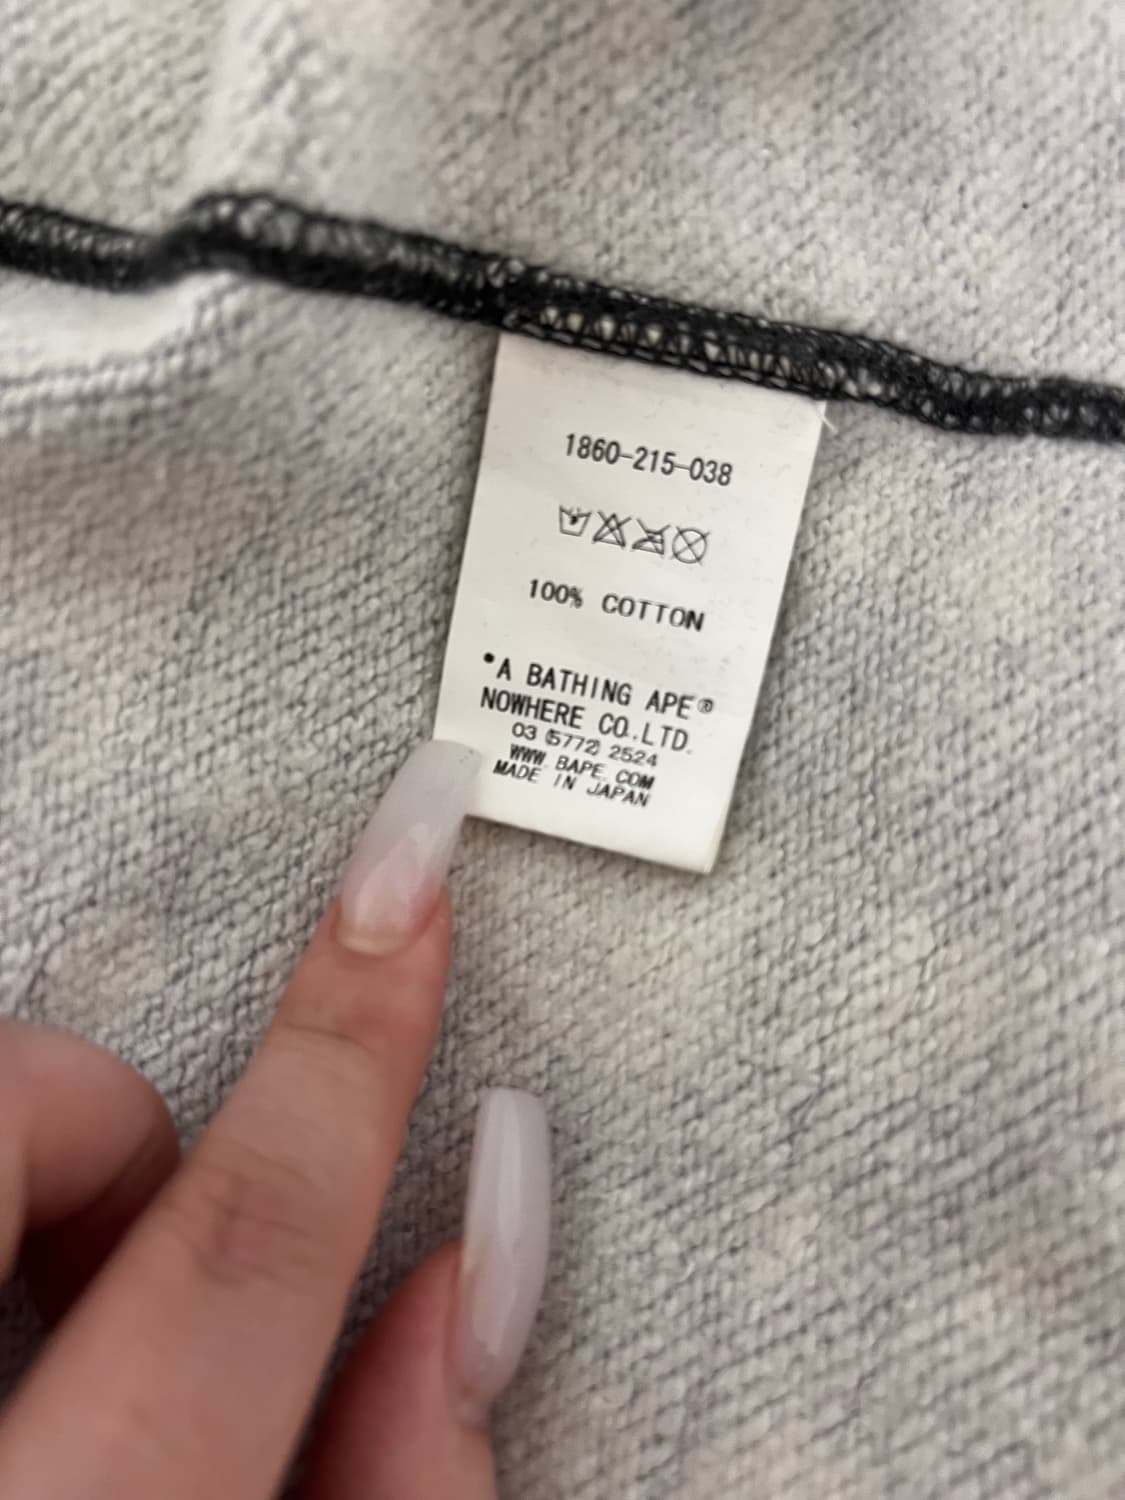 1860-215-038
100% COTTON
•A BATHING APE®
NOWHERE CO.,LTD.
03 (5772) 2524
WWW. BAPE. COM
MADE IN JAPAN